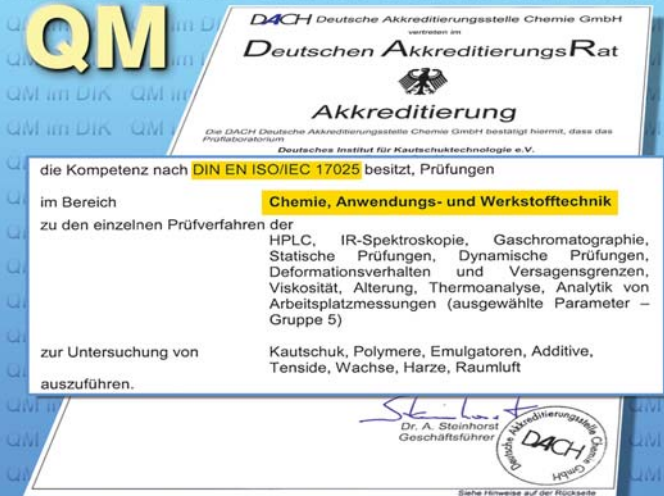 QM
DACH Deutsche Akkreditierungsstelle Chemie GmbH
vertreten im
Deutschen AkkreditierungsRat
Akkreditierung
Die DACH Deutsche Akkreditierungsstelle Chemie GmbH bestätigt hiermit, dass das
Prüflaboratorium
Deutsches Institut für Kautschuktechnologie e.V.
die Kompetenz nach DIN EN ISO/IEC 17025 besitzt, Prüfungen
im Bereich Chemie, Anwendungs- und Werkstofftechnik
zu den einzelnen Prüfverfahren der
HPLC, IR-Spektroskopie, Gaschromatographie,
Statische Prüfungen, Dynamische Prüfungen,
Deformationsverhalten und Versagensgrenzen,
Viskosität, Alterung, Thermoanalyse, Analytik von
Arbeitsplatzmessungen (ausgewählte Parameter –
Gruppe 5)
zur Untersuchung von Kautschuk, Polymere, Emulgatoren, Additive,
Tenside, Wachse, Harze, Raumluft
auszuführen.
Dr. A. Steinhorst
Geschäftsführer
Deutsche Akkreditierungsstelle Chemie GmbH
DACH
Siehe Hinweise auf der Rückseite